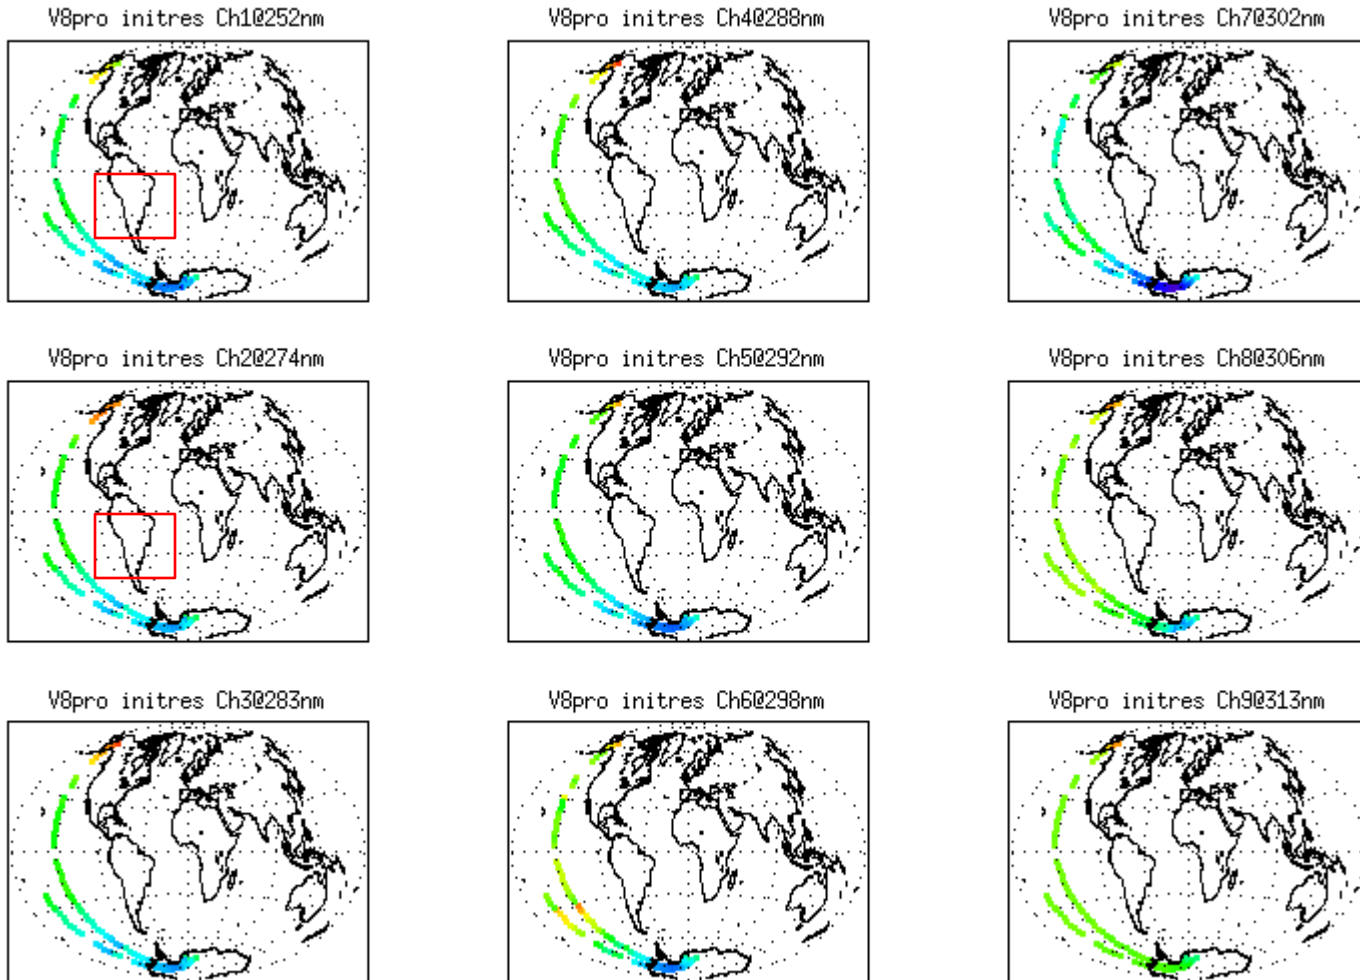 V8pro initres Ch1@252nm
V8pro initres Ch4@288nm
V8pro initres Ch7@302nm
V8pro initres Ch2@274nm
V8pro initres Ch5@292nm
V8pro initres Ch8@306nm
V8pro initres Ch3@283nm
V8pro initres Ch6@298nm
V8pro initres Ch9@313nm